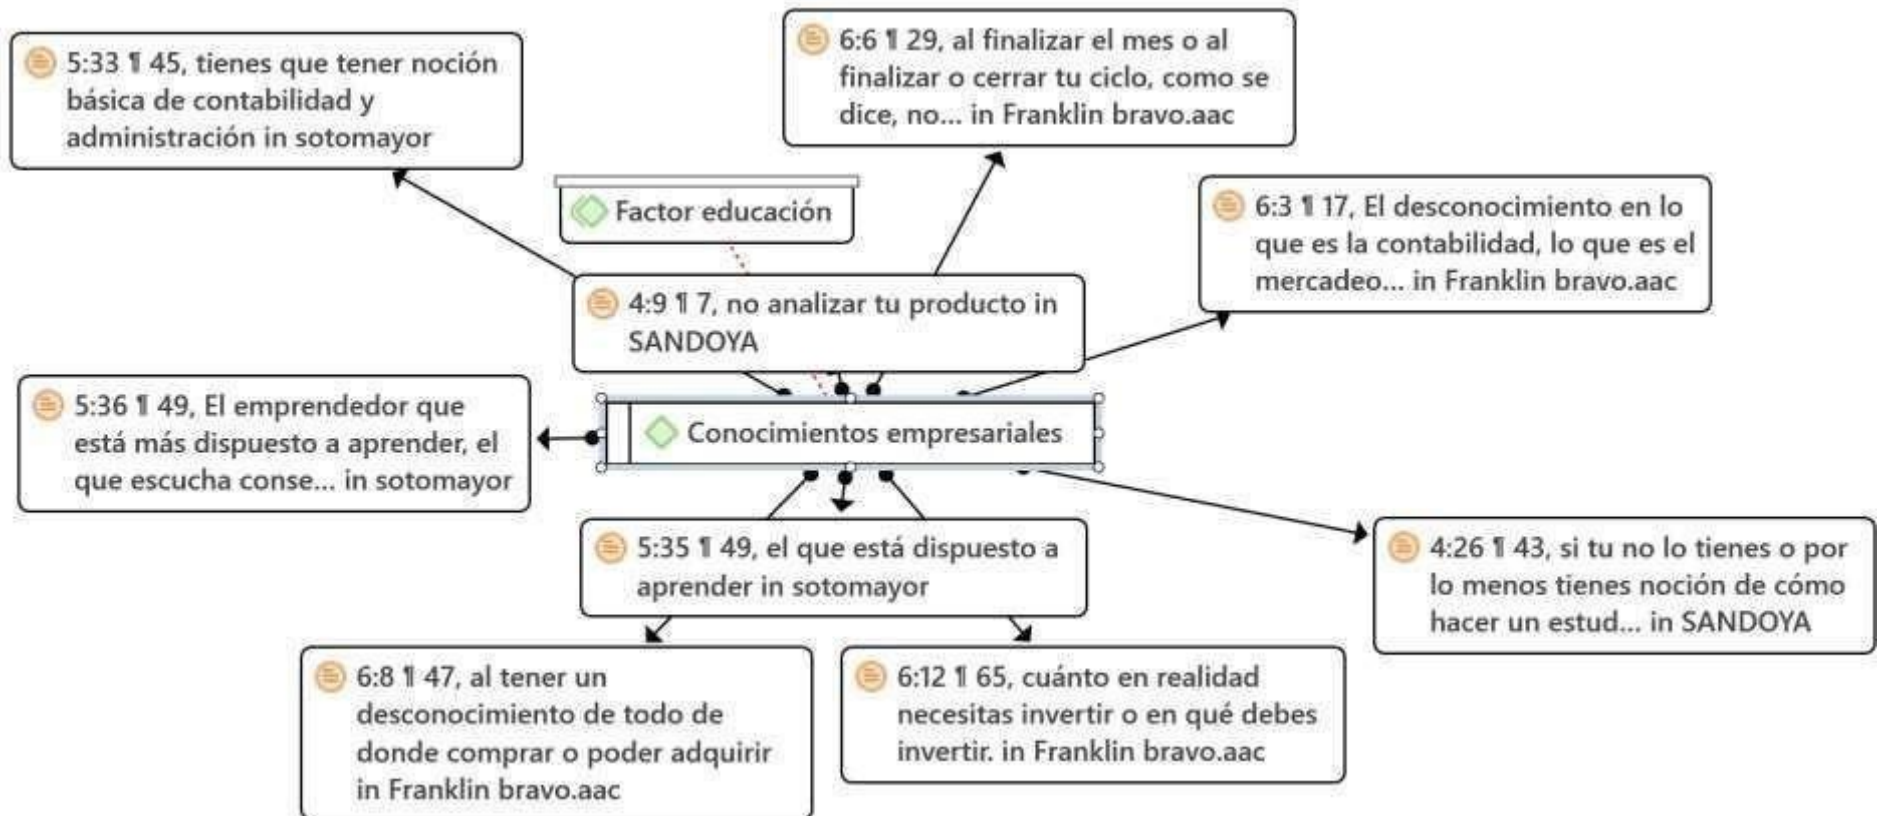 5:33 ¶ 45, tienes que tener noción
básica de contabilidad y
administración in sotomayor
6:6 ¶ 29, al finalizar el mes o al
finalizar o cerrar tu ciclo, como se
dice, no... in Franklin bravo.aac
Factor educación
6:3 ¶ 17, El desconocimiento en lo
que es la contabilidad, lo que es el
mercadeo... in Franklin bravo.aac
4:9 ¶ 7, no analizar tu producto in
SANDOYA
5:36 ¶ 49, El emprendedor que
está más dispuesto a aprender, el
que escucha conse... in sotomayor
Conocimientos empresariales
5:35 ¶ 49, el que está dispuesto a
aprender in sotomayor
4:26 ¶ 43, si tu no lo tienes o por
lo menos tienes noción de cómo
hacer un estud... in SANDOYA
6:8 ¶ 47, al tener un
desconocimiento de todo de
donde comprar o poder adquirir
in Franklin bravo.aac
6:12 ¶ 65, cuánto en realidad
necesitas invertir o en qué debes
invertir. in Franklin bravo.aac